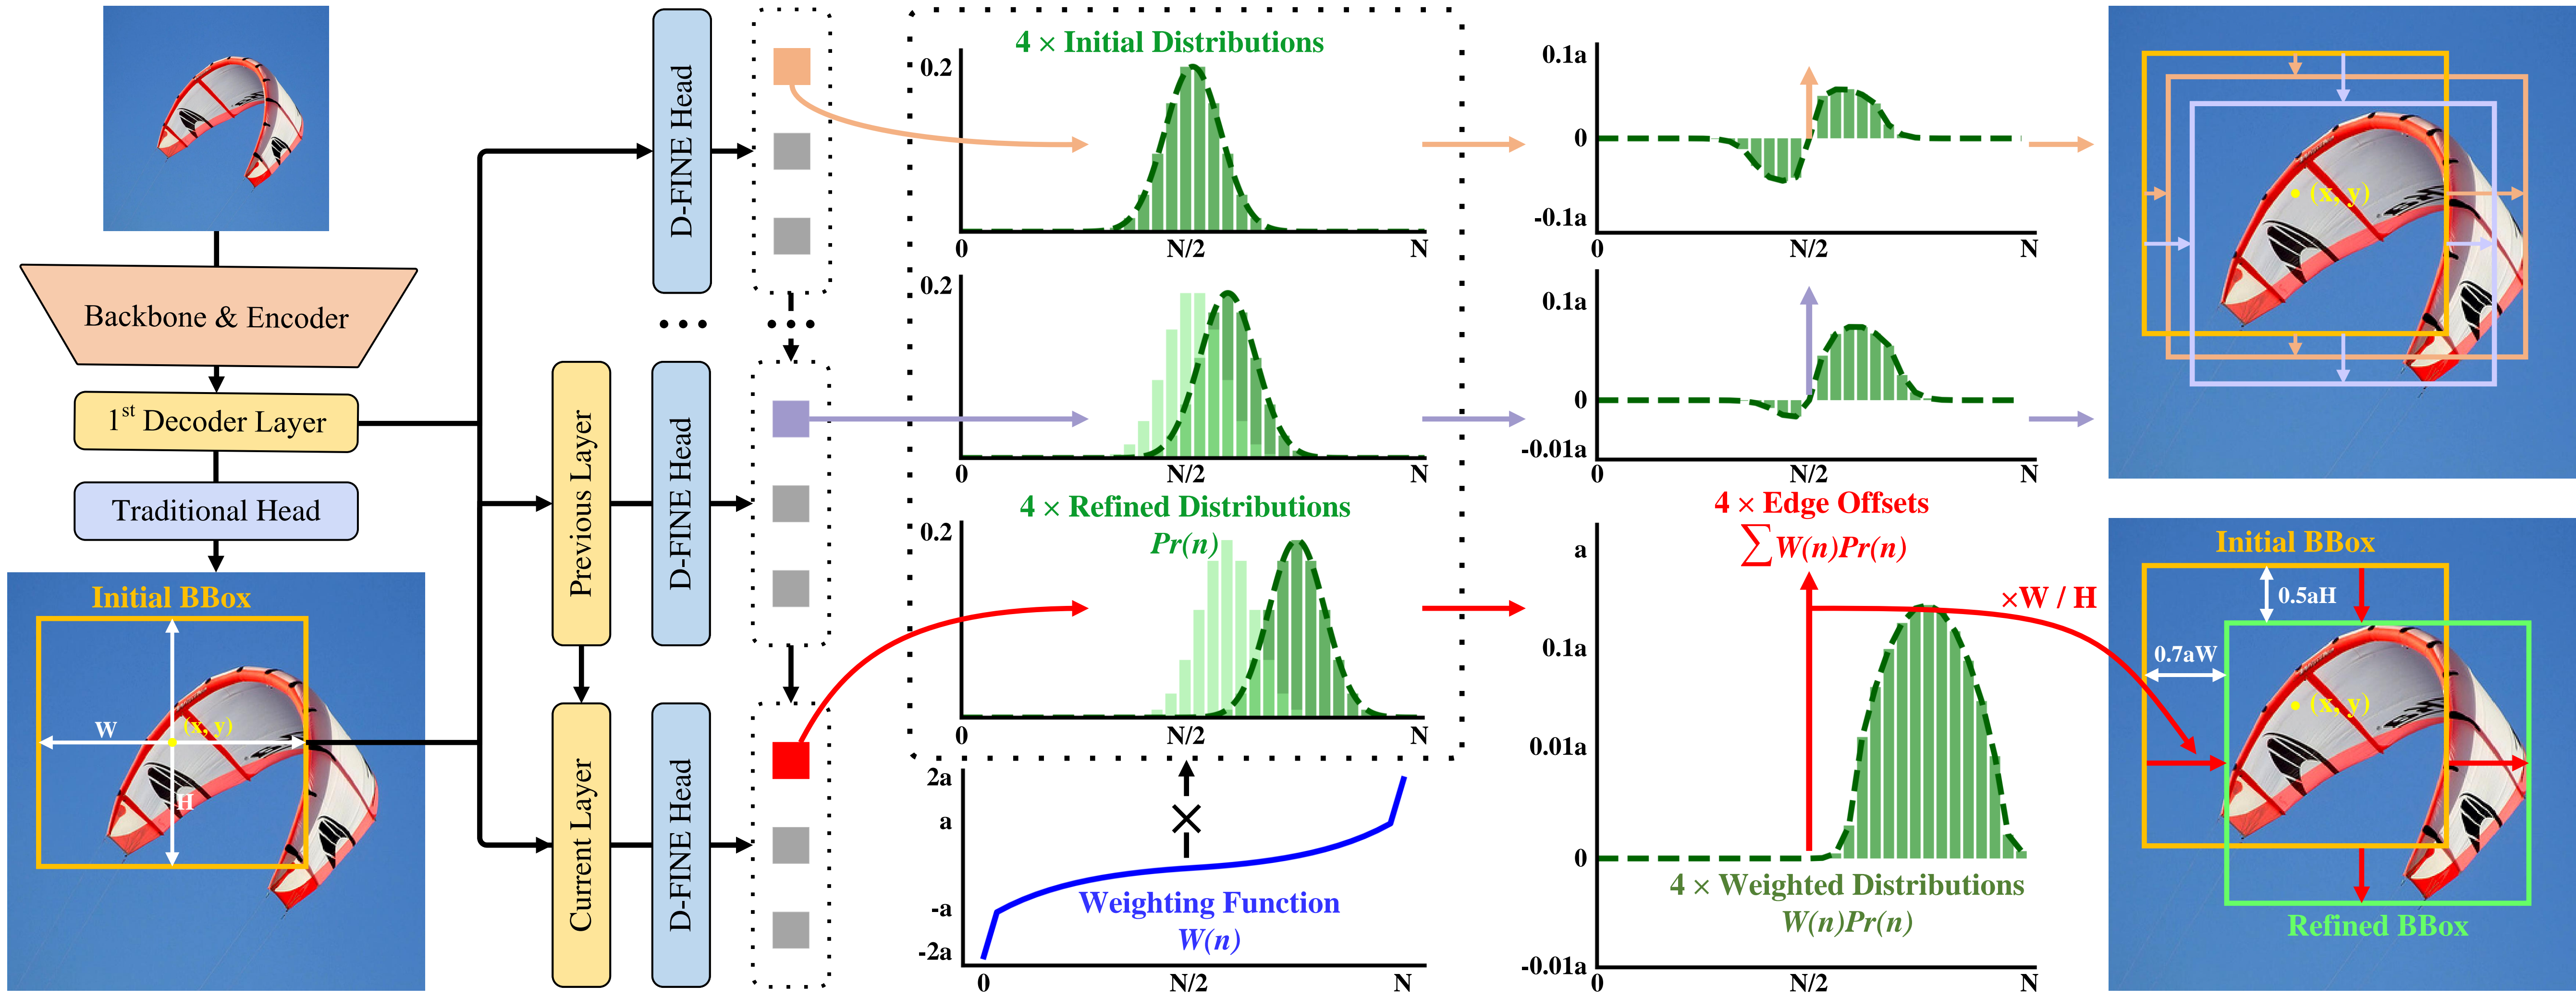 Backbone & Encoder
1st Decoder Layer
Traditional Head
Initial BBox
W
(x, y)
H
D-FINE Head
Previous Layer
D-FINE Head
Current Layer
D-FINE Head
4 × Initial Distributions
0.2
0
N/2
N
0.2
0
N/2
N
4 × Refined Distributions
Pr(n)
0.2
0
N/2
N
2a
a
-a
-2a
Weighting Function
W(n)
0
N/2
N
0.1a
0
-0.1a
0
N/2
N
0.1a
0
-0.01a
0
N/2
N
4 × Edge Offsets
∑W(n)Pr(n)
a
0.1a
0.01a
0
-0.01a
×W / H
4 × Weighted Distributions
W(n)Pr(n)
0
N/2
N
(x, y)
Initial BBox
0.5aH
0.7aW
(x, y)
Refined BBox